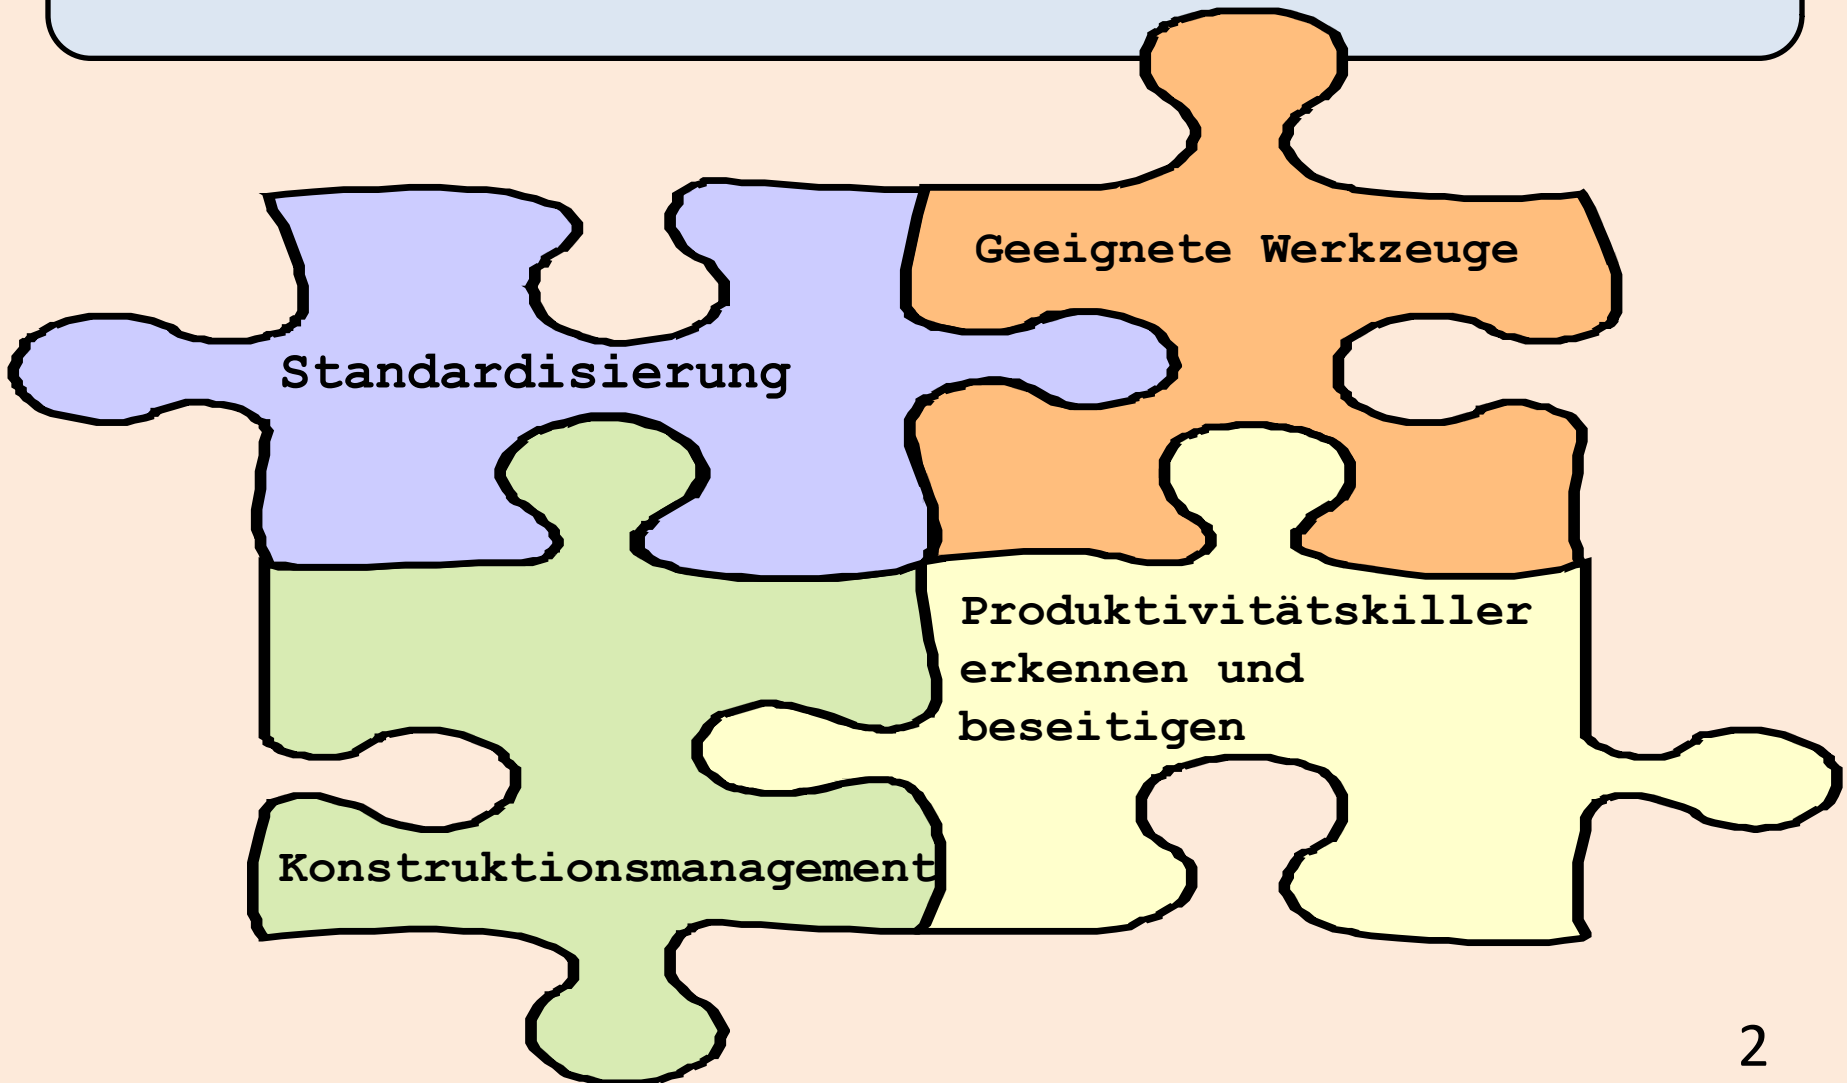 Geeignete Werkzeuge
Standardisierung
Produktivitätskiller
erkennen und
beseitigen
Konstruktionsmanagement
2